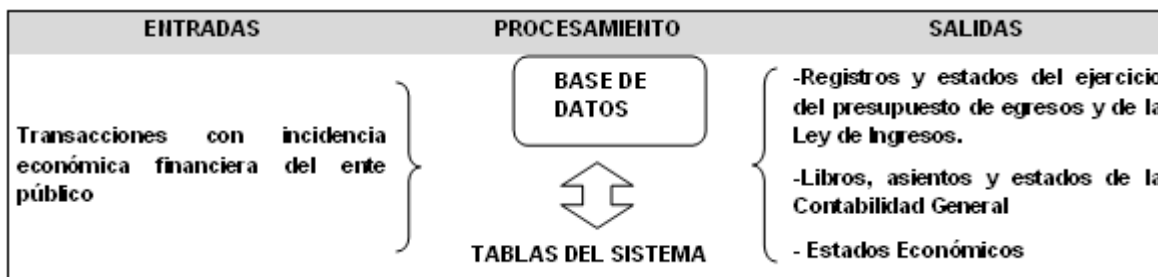 ENTRADAS PROCESAMIENTO SALIDAS
Transacciones con incidencia
económica financiera del ente
público
BASE DE
DATOS
TABLAS DEL SISTEMA
-Registros y estados del ejercicio
del presupuesto de egresos y de la
Ley de Ingresos.
-Libros, asientos y estados de la
Contabilidad General
- Estados Económicos